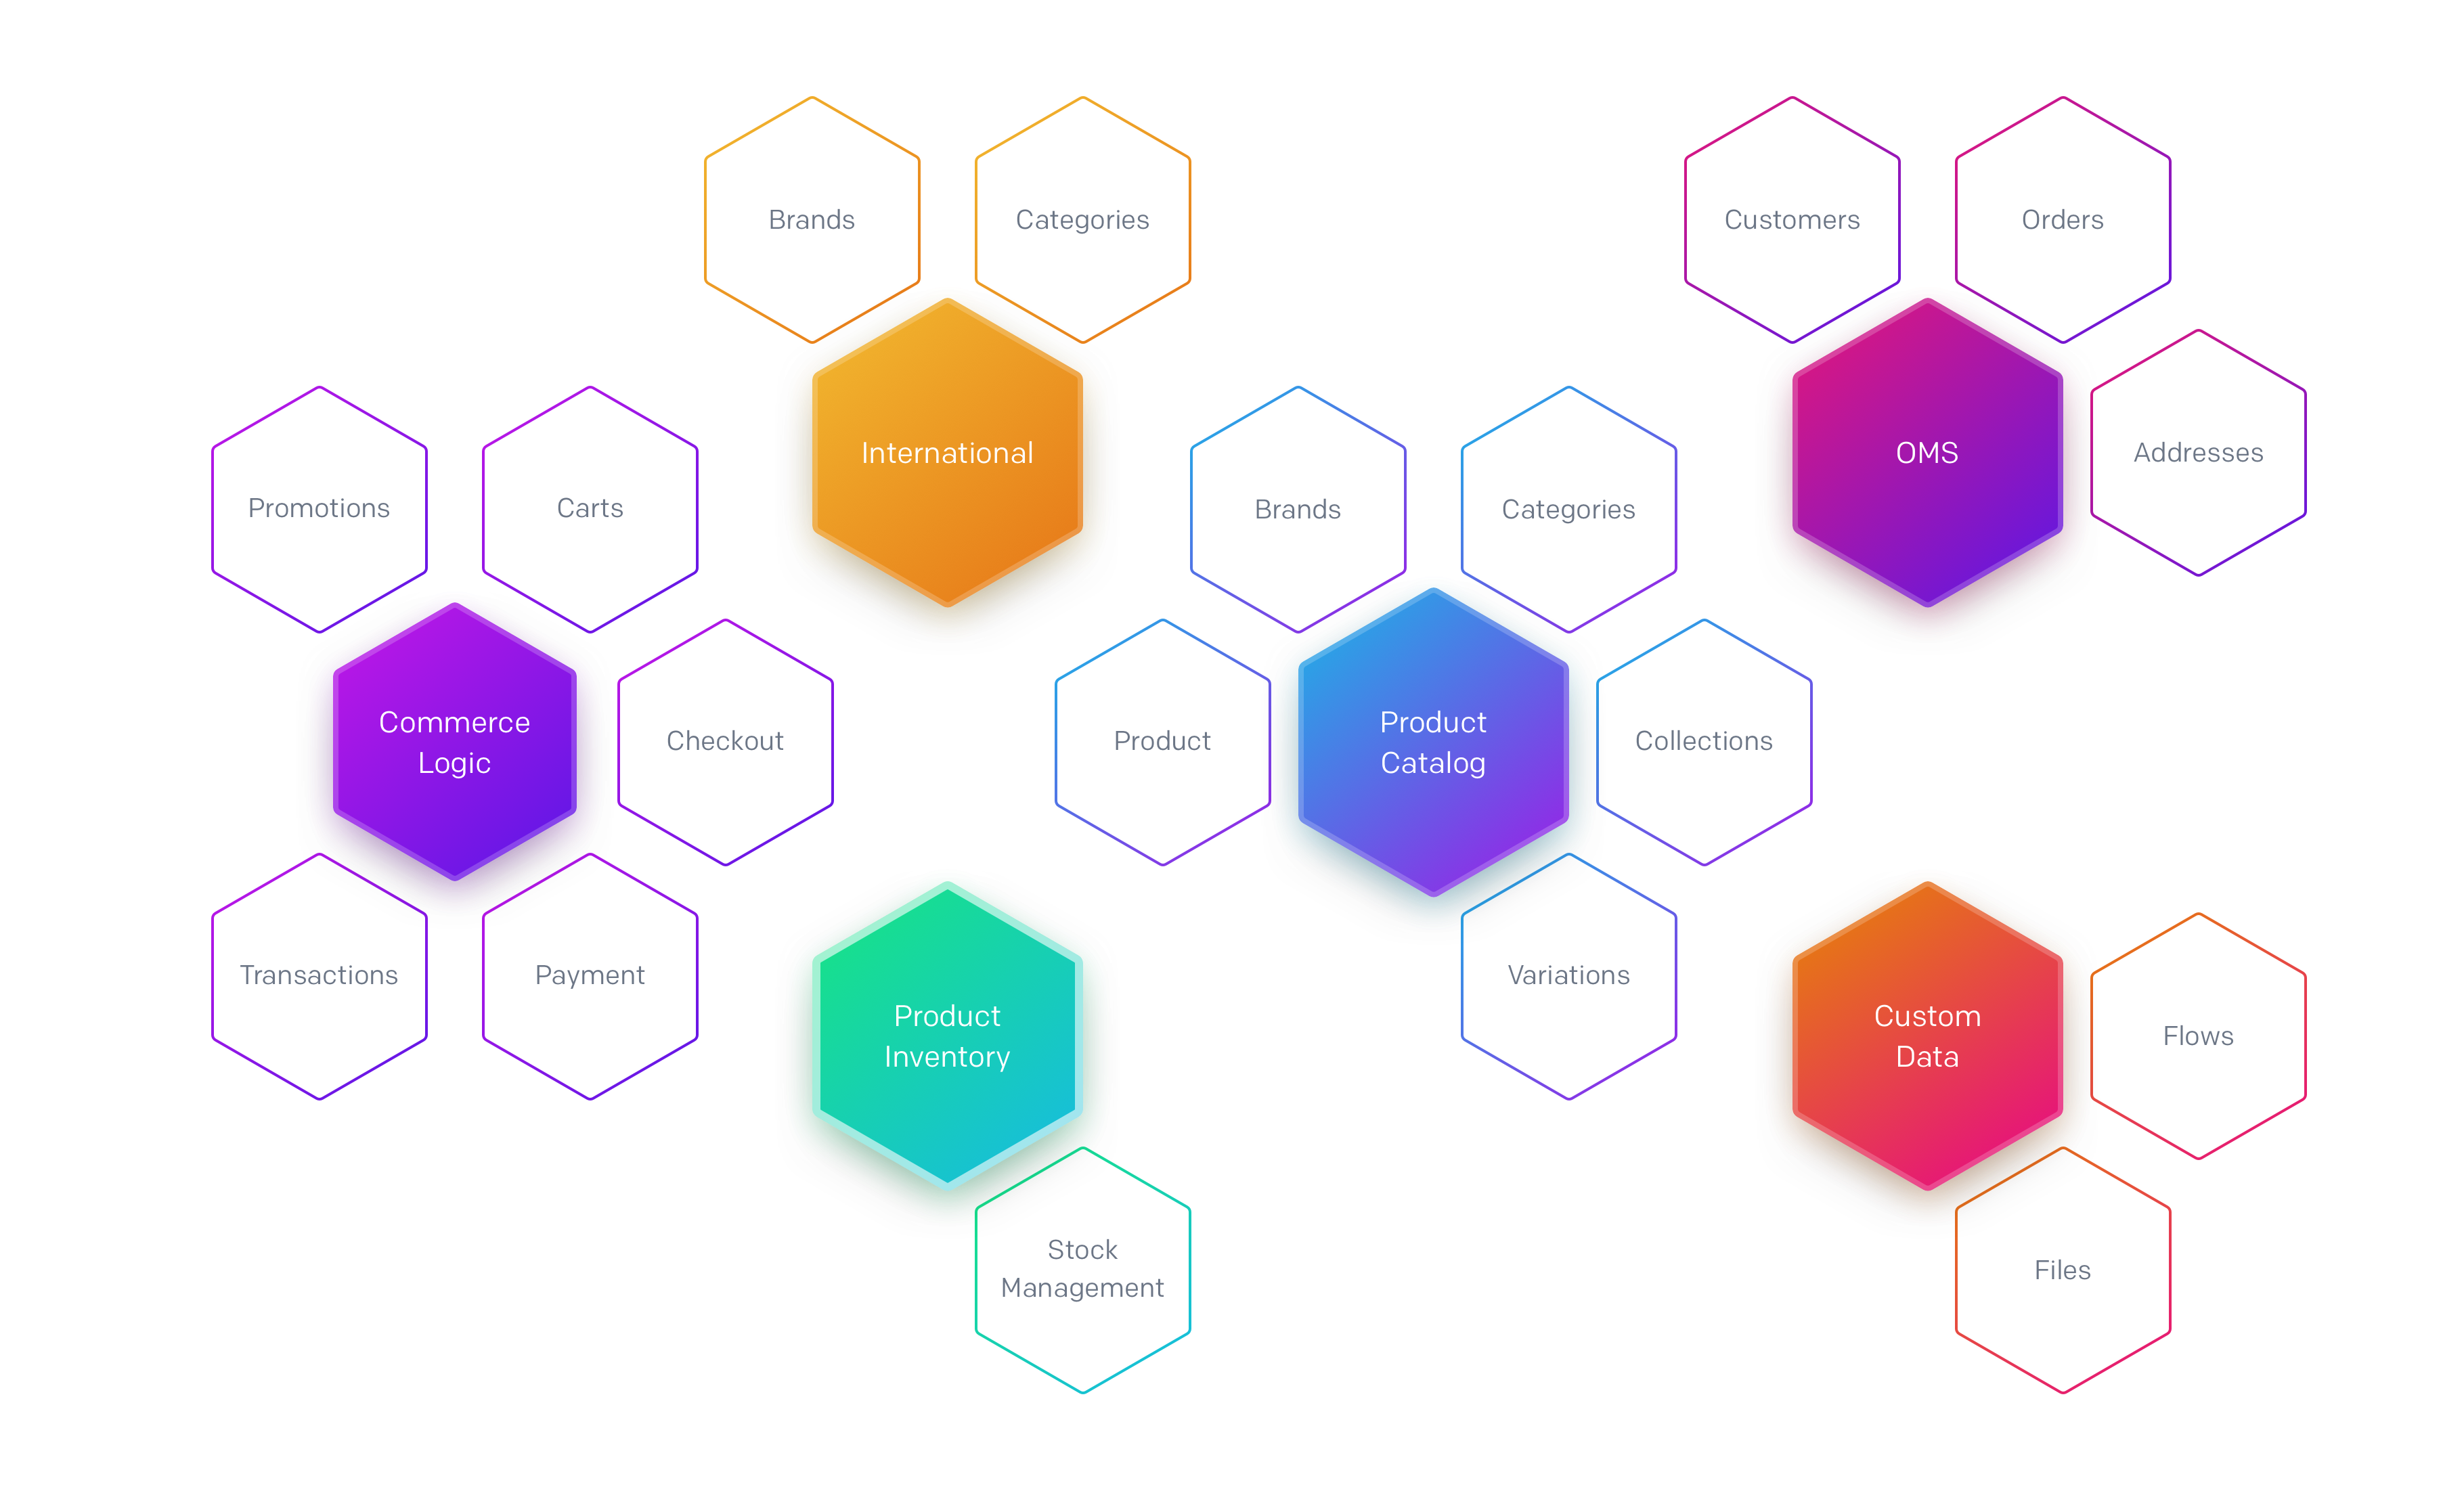 Brands
Categories
Customers
Orders
International
OMS
Addresses
Promotions
Carts
Brands
Categories
Commerce
Logic
Checkout
Product
Product
Catalog
Collections
Transactions
Payment
Variations
Product
Inventory
Custom
Data
Flows
Stock
Management
Files